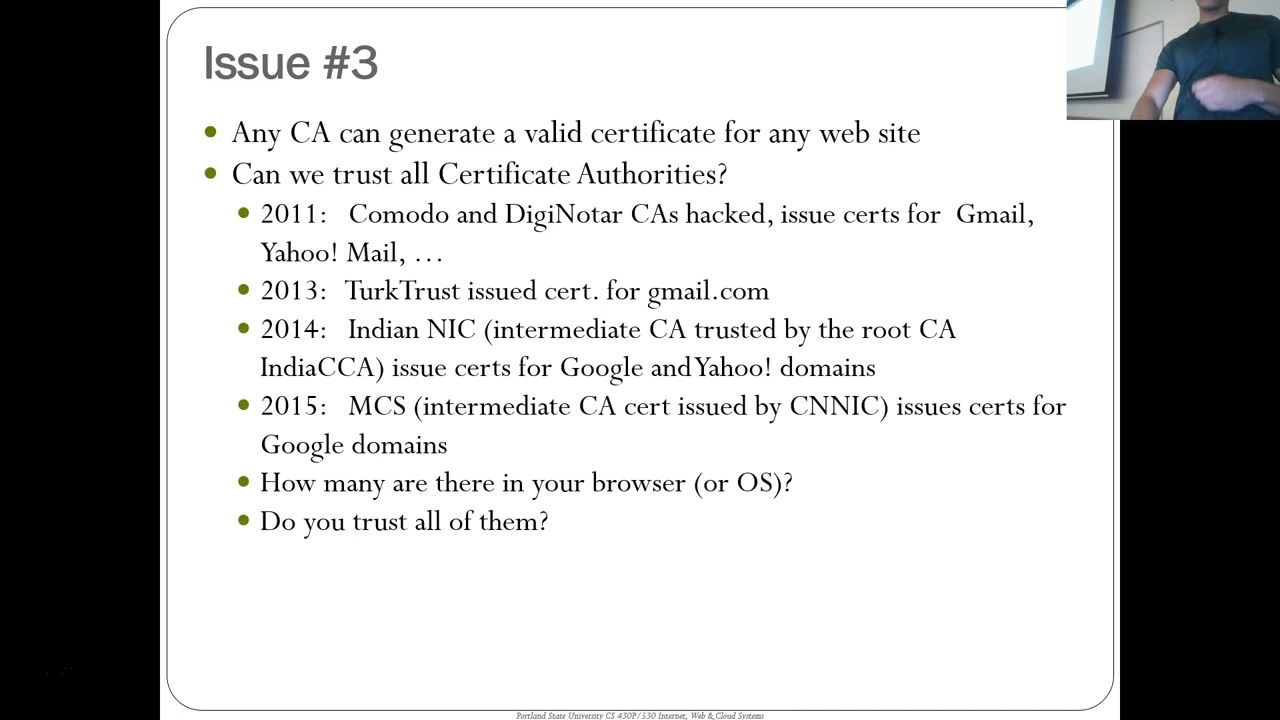 Issue #3
Any CA can generate a valid certificate for any web site
Can we trust all Certificate Authorities?
2011: Comodo and DigiNotar CAs hacked, issue certs for Gmail,
Yahoo! Mail, …
2013: TurkTrust issued cert. for gmail.com
2014: Indian NIC (intermediate CA trusted by the root CA
IndiaCCA) issue certs for Google and Yahoo! domains
2015: MCS (intermediate CA cert issued by CNNIC) issues certs for
Google domains
How many are there in your browser (or OS)?
Do you trust all of them?
Portland State University CS 430P/530 Internet, Web & Cloud Systems